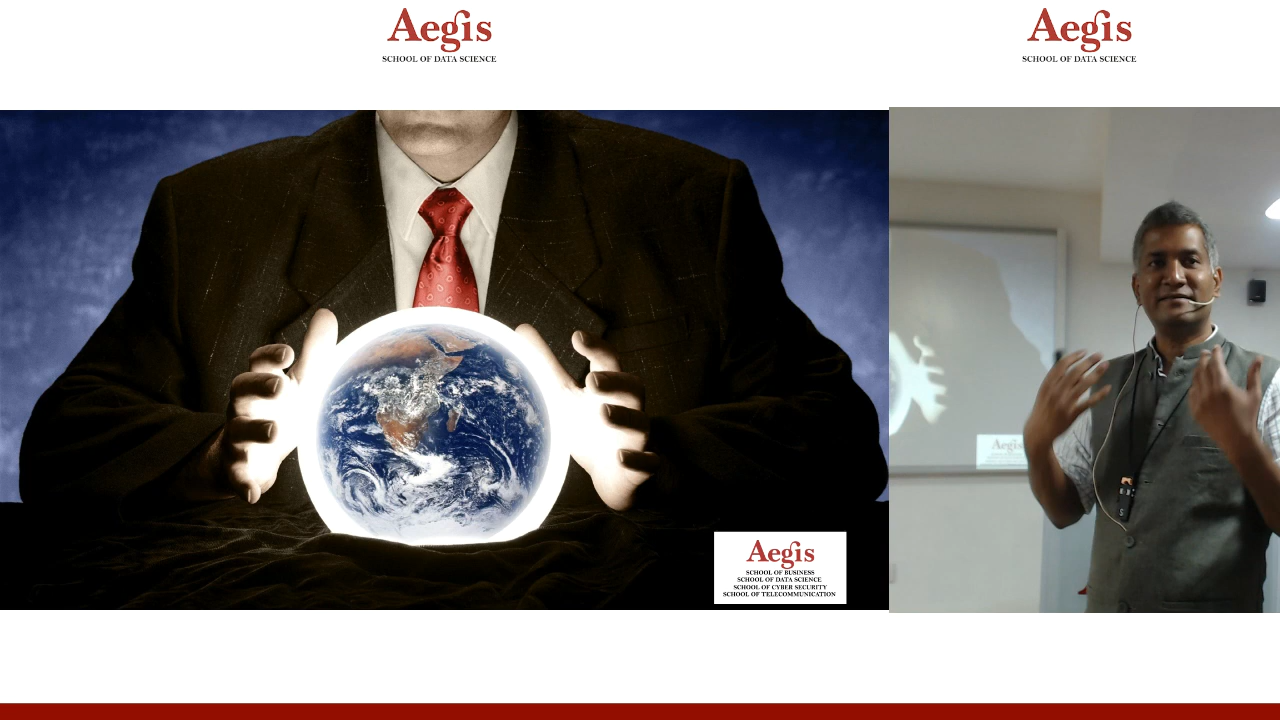 Aegis
SCHOOL OF DATA SCIENCE
Aegis
SCHOOL OF DATA SCIENCE
Aegis
SCHOOL OF BUSINESS
SCHOOL OF DATA SCIENCE
SCHOOL OF CYBER SECURITY
SCHOOL OF TELECOMMUNICATION
Aegis